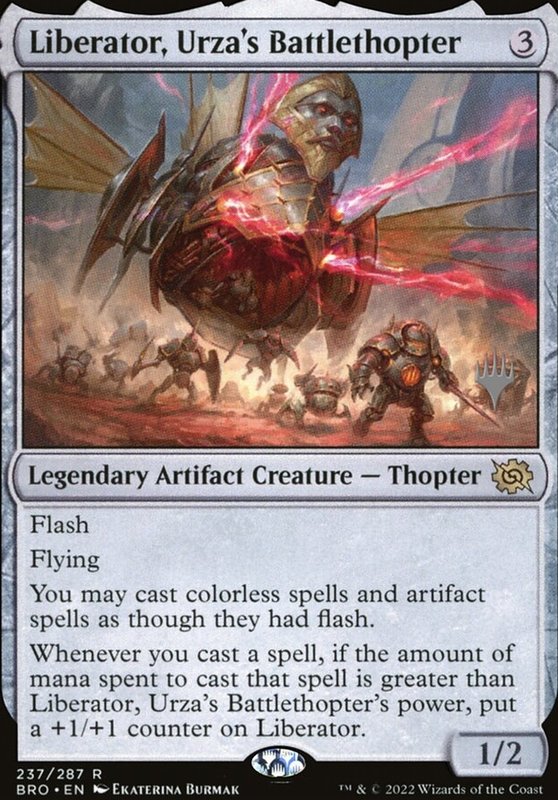 Liberator, Urza's Battlethopter 3
Legendary Artifact Creature — Thopter
Flash
Flying
You may cast colorless spells and artifact
spells as though they had flash.
Whenever you cast a spell, if the amount of
mana spent to cast that spell is greater than
Liberator, Urza's Battlethopter's power, put
a +1/+1 counter on Liberator.
1/2
237/287 R
BRO • EN EKATERINA BURMAK
™ & © 2022 Wizards of the Coast